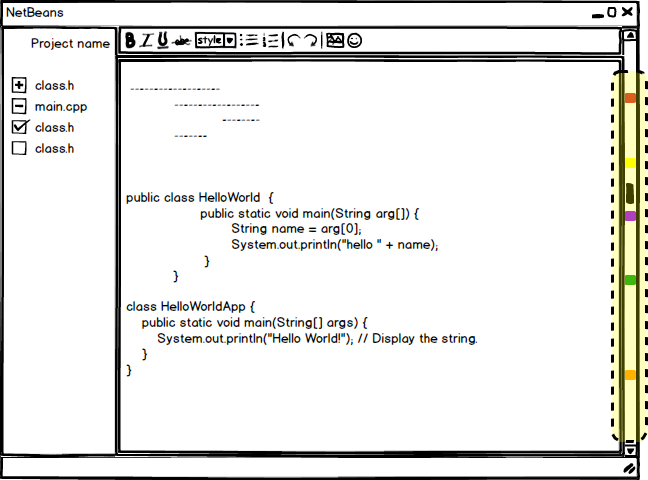 NetBeans
Project name
B I U abc style
class.h
main.cpp
class.h
class.h
public class HelloWorld {
public static void main(String arg[]) {
String name = arg[0];
System.out.println("hello " + name);
}
}
class HelloWorldApp {
public static void main(String[] args) {
System.out.println("Hello World!"); // Display the string.
}
}